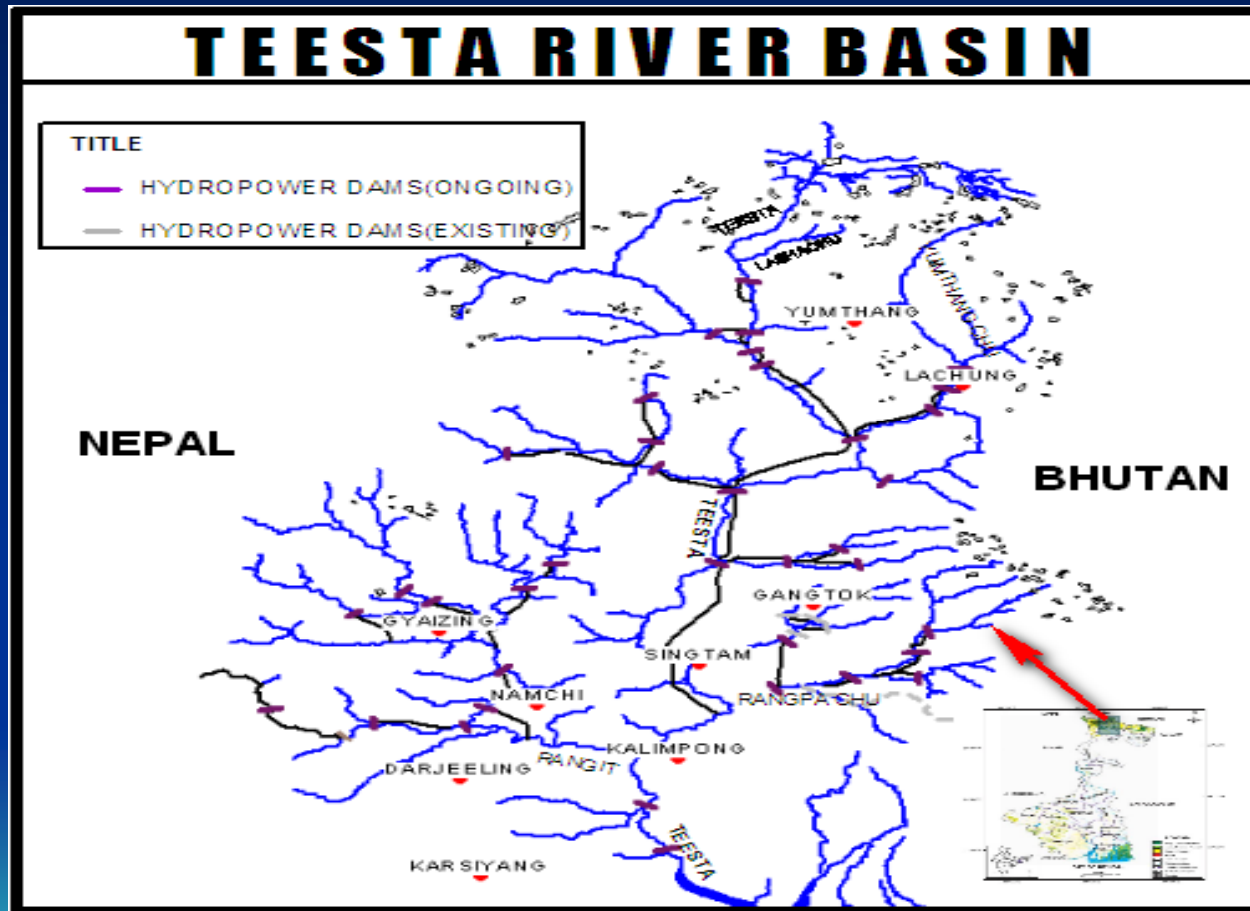 TEESTA RIVER BASIN
TITLE
HYDROPOWER DAMS(ONGOING)
HYDROPOWER DAMS(EXISTING)
TEESTA
YUMTHANG
LACHUNG
NEPAL
BHUTAN
TEESTA
GANGTOK
GYAIZING
SINGTAM
NAMCHI
RANGPA CHU
KALIMPONG
RANGIT
DARJEELING
TEESTA
KARSIYANG